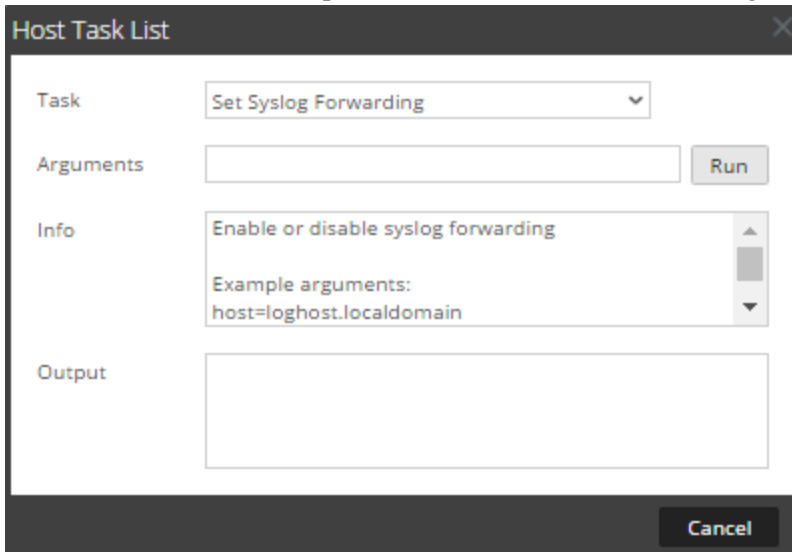 Host Task List
Task
Set Syslog Forwarding
Arguments
Run
Info
Enable or disable syslog forwarding
Example arguments:
host=loghost.localdomain
Output
Cancel